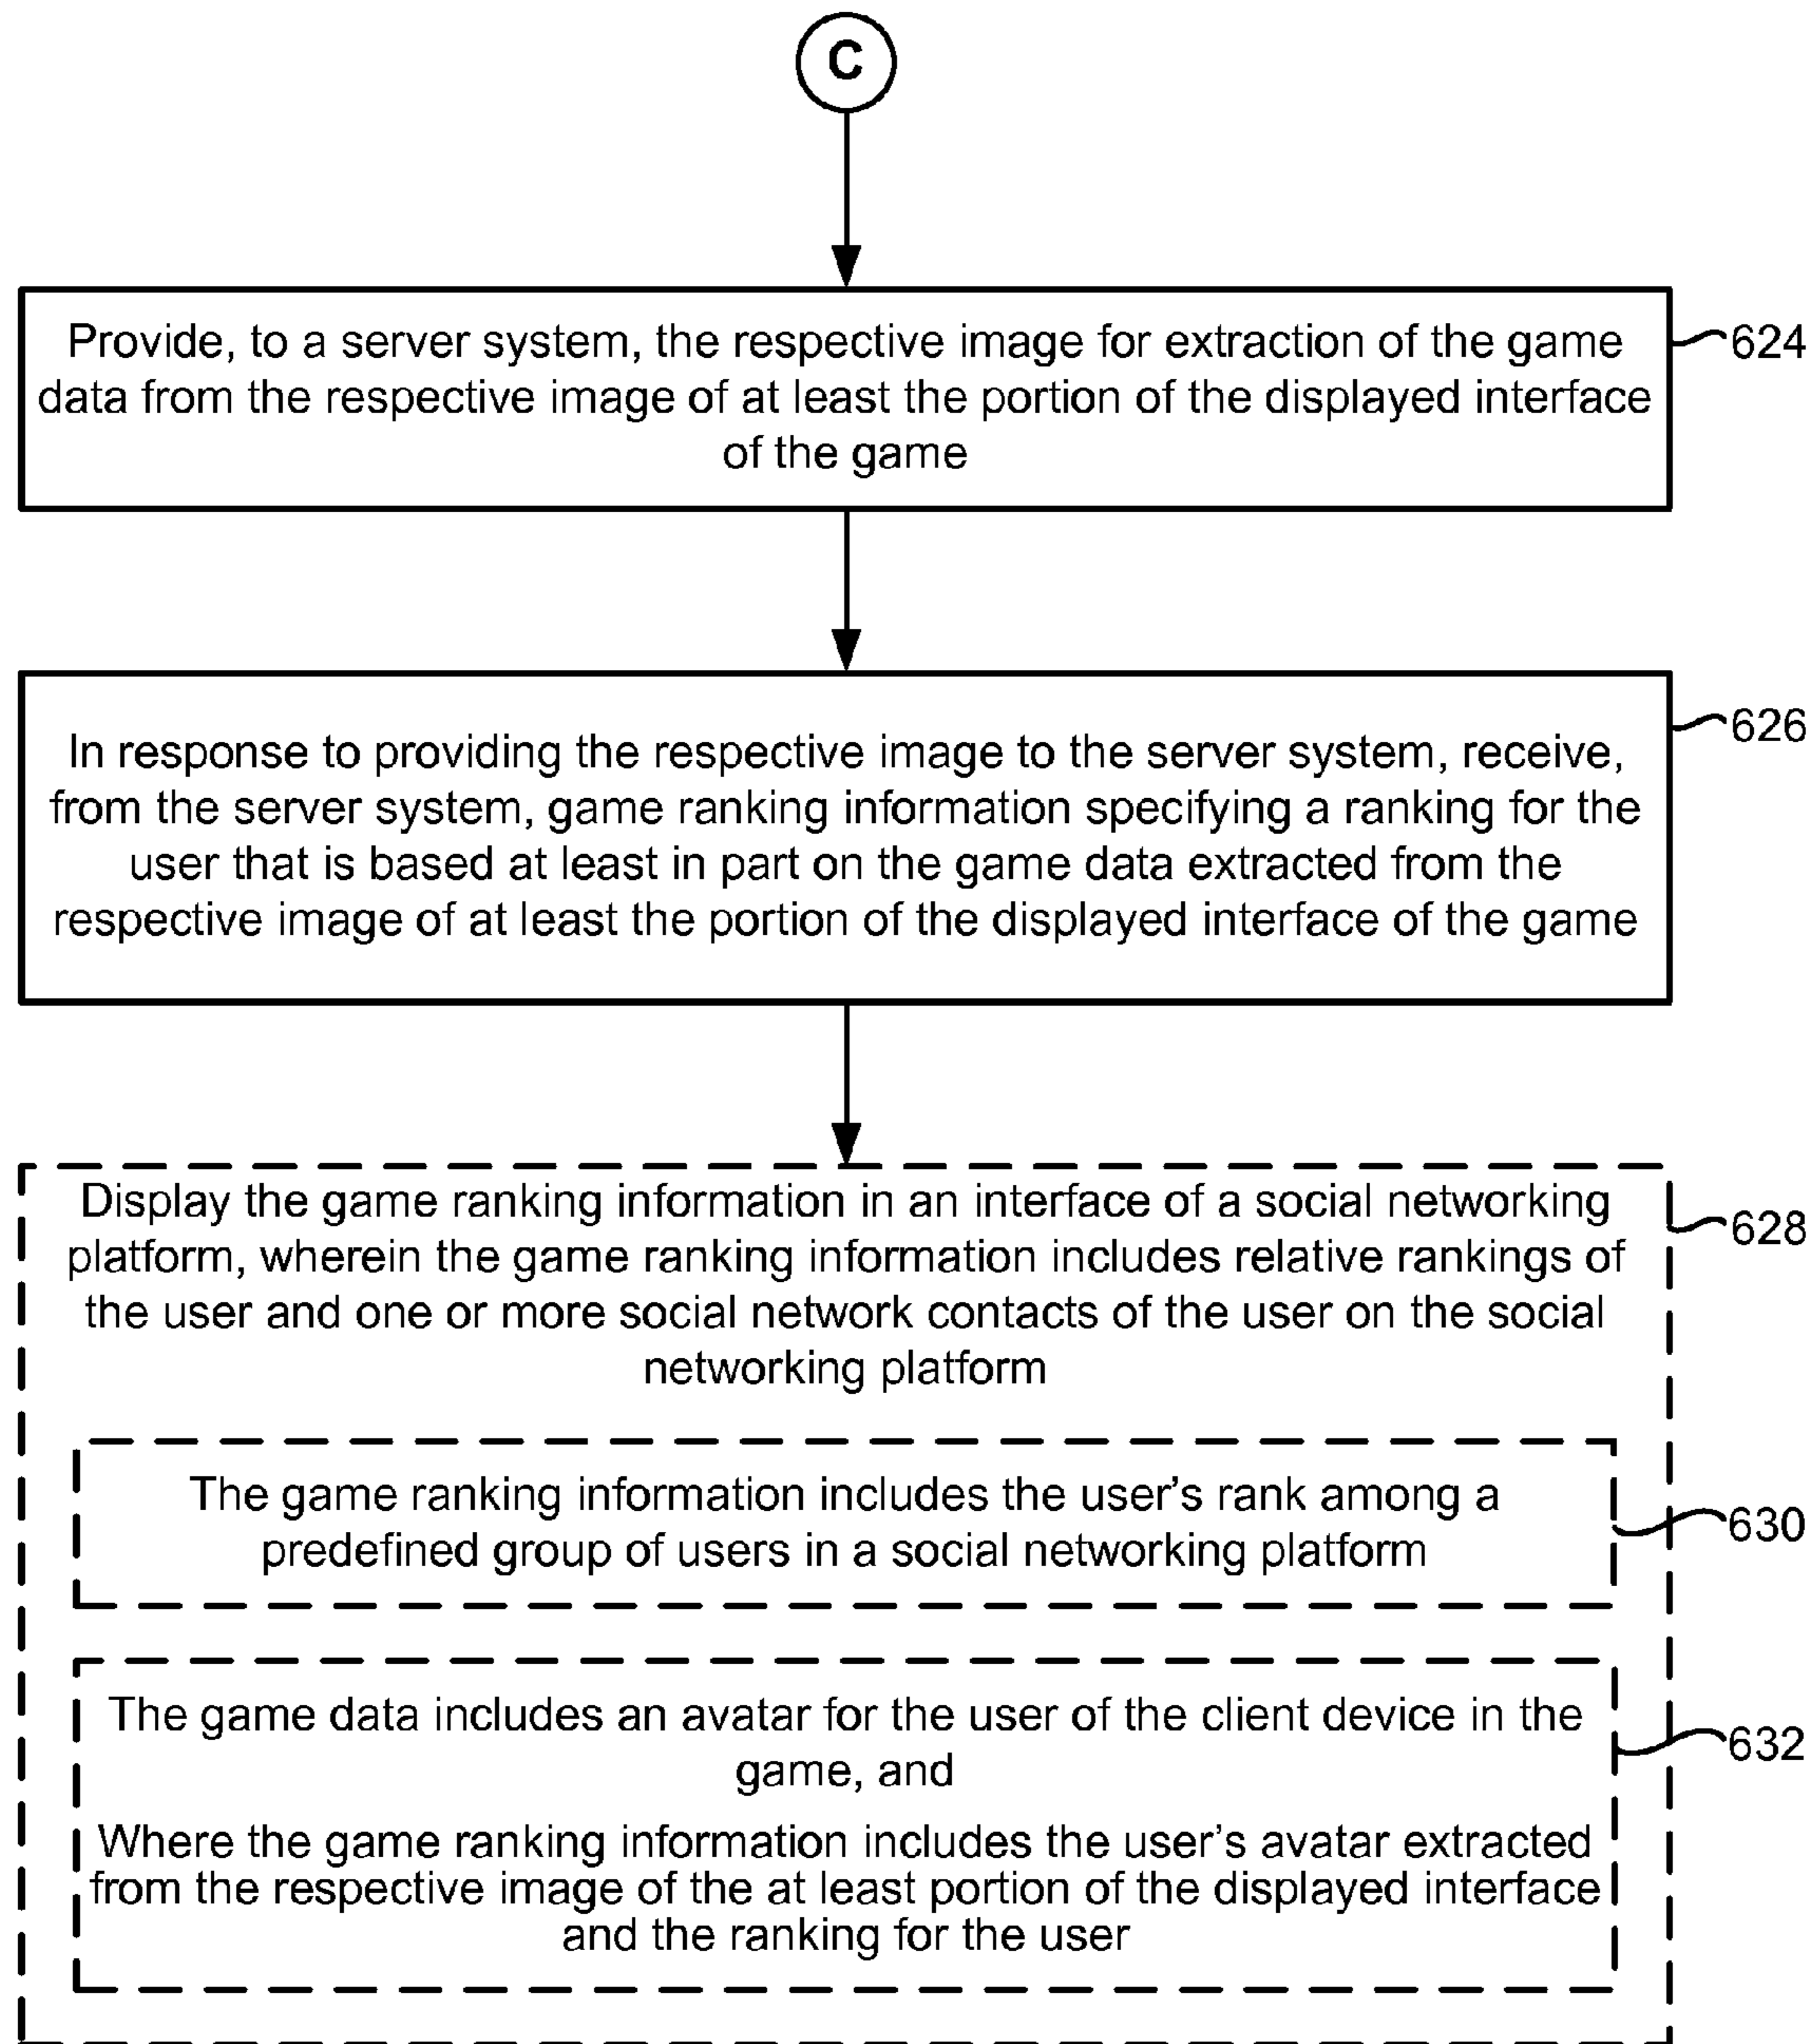 C
Provide, to a server system, the respective image for extraction of the game
data from the respective image of at least the portion of the displayed interface
of the game
624
In response to providing the respective image to the server system, receive,
from the server system, game ranking information specifying a ranking for the
user that is based at least in part on the game data extracted from the
respective image of at least the portion of the displayed interface of the game
626
Display the game ranking information in an interface of a social networking
platform, wherein the game ranking information includes relative rankings of
the user and one or more social network contacts of the user on the social
networking platform
628
The game ranking information includes the user's rank among a
predefined group of users in a social networking platform
630
The game data includes an avatar for the user of the client device in the
game, and
Where the game ranking information includes the user's avatar extracted
from the respective image of the at least portion of the displayed interface
and the ranking for the user
632